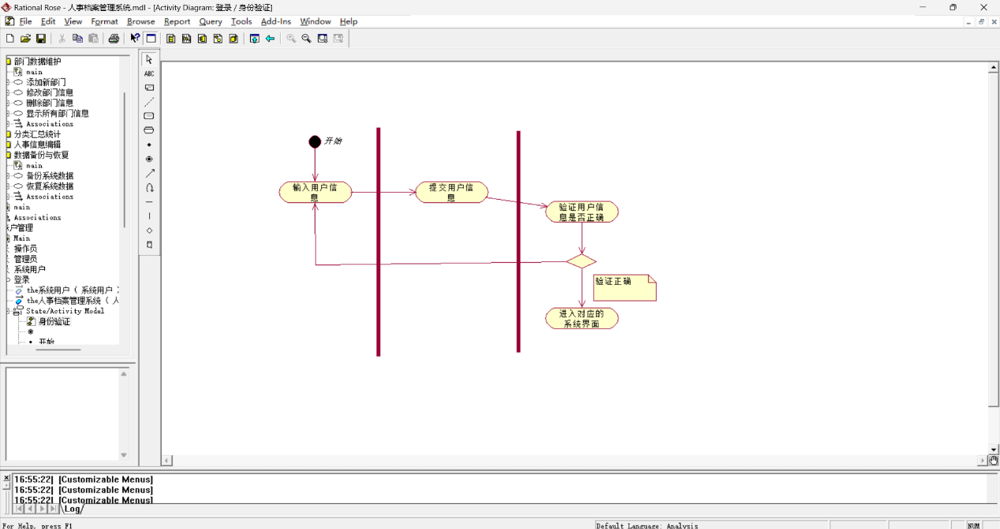 Rational Rose - 人事档案管理系统.mdl - [Activity Diagram: 登录 / 身份验证]
File Edit View Format Browse Report Query Tools Add-Ins Window Help
部门数据维护
main
添加新部门
修改部门信息
删除部门信息
显示所有部门信息
Associations
分类汇总统计
人事信息编辑
数据备份与恢复
main
备份系统数据
恢复系统数据
Associations
main
Associations
户管理
Main
操作员
管理员
系统用户
登录
the系统用户 ( 系统用户 )
the人事档案管理系统 ( 人
State/Activity Model
身份验证
开始
ABC
开始
输入用户信
息
提交用户信
息
验证用户信
息是否正确
验证正确
进入对应的
系统界面
16:55:22| [Customizable Menus]
16:55:22| [Customizable Menus]
16:55:22| [Customizable Menus]
Log
For Help, press F1
Default Language: Analysis
NUM